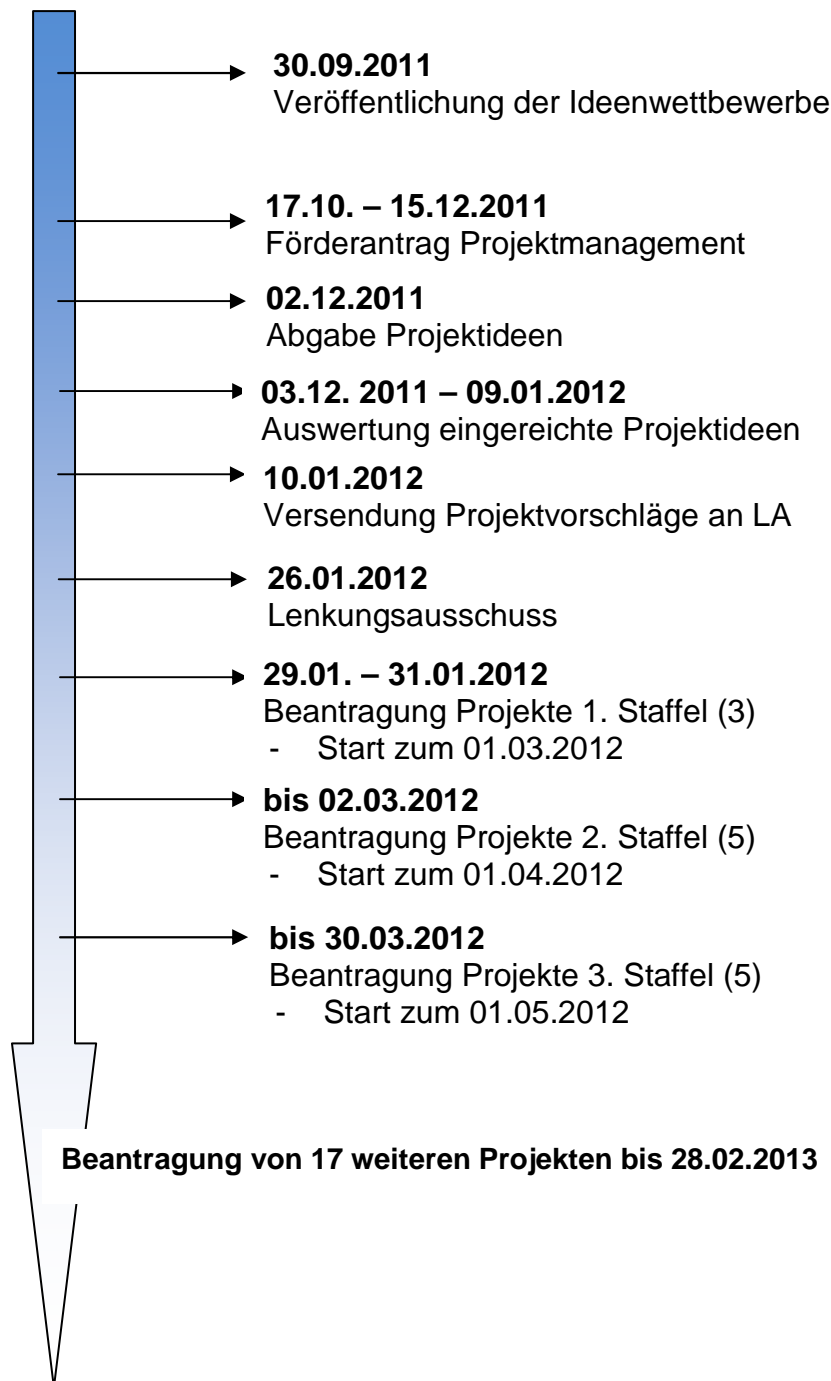 30.09.2011
Veröffentlichung der Ideenwettbewerbe
17.10. – 15.12.2011
Förderantrag Projektmanagement
02.12.2011
Abgabe Projektideen
03.12. 2011 – 09.01.2012
Auswertung eingereichte Projektideen
10.01.2012
Versendung Projektvorschläge an LA
26.01.2012
Lenkungsausschuss
29.01. – 31.01.2012
Beantragung Projekte 1. Staffel (3)
- Start zum 01.03.2012
bis 02.03.2012
Beantragung Projekte 2. Staffel (5)
- Start zum 01.04.2012
bis 30.03.2012
Beantragung Projekte 3. Staffel (5)
- Start zum 01.05.2012
Beantragung von 17 weiteren Projekten bis 28.02.2013